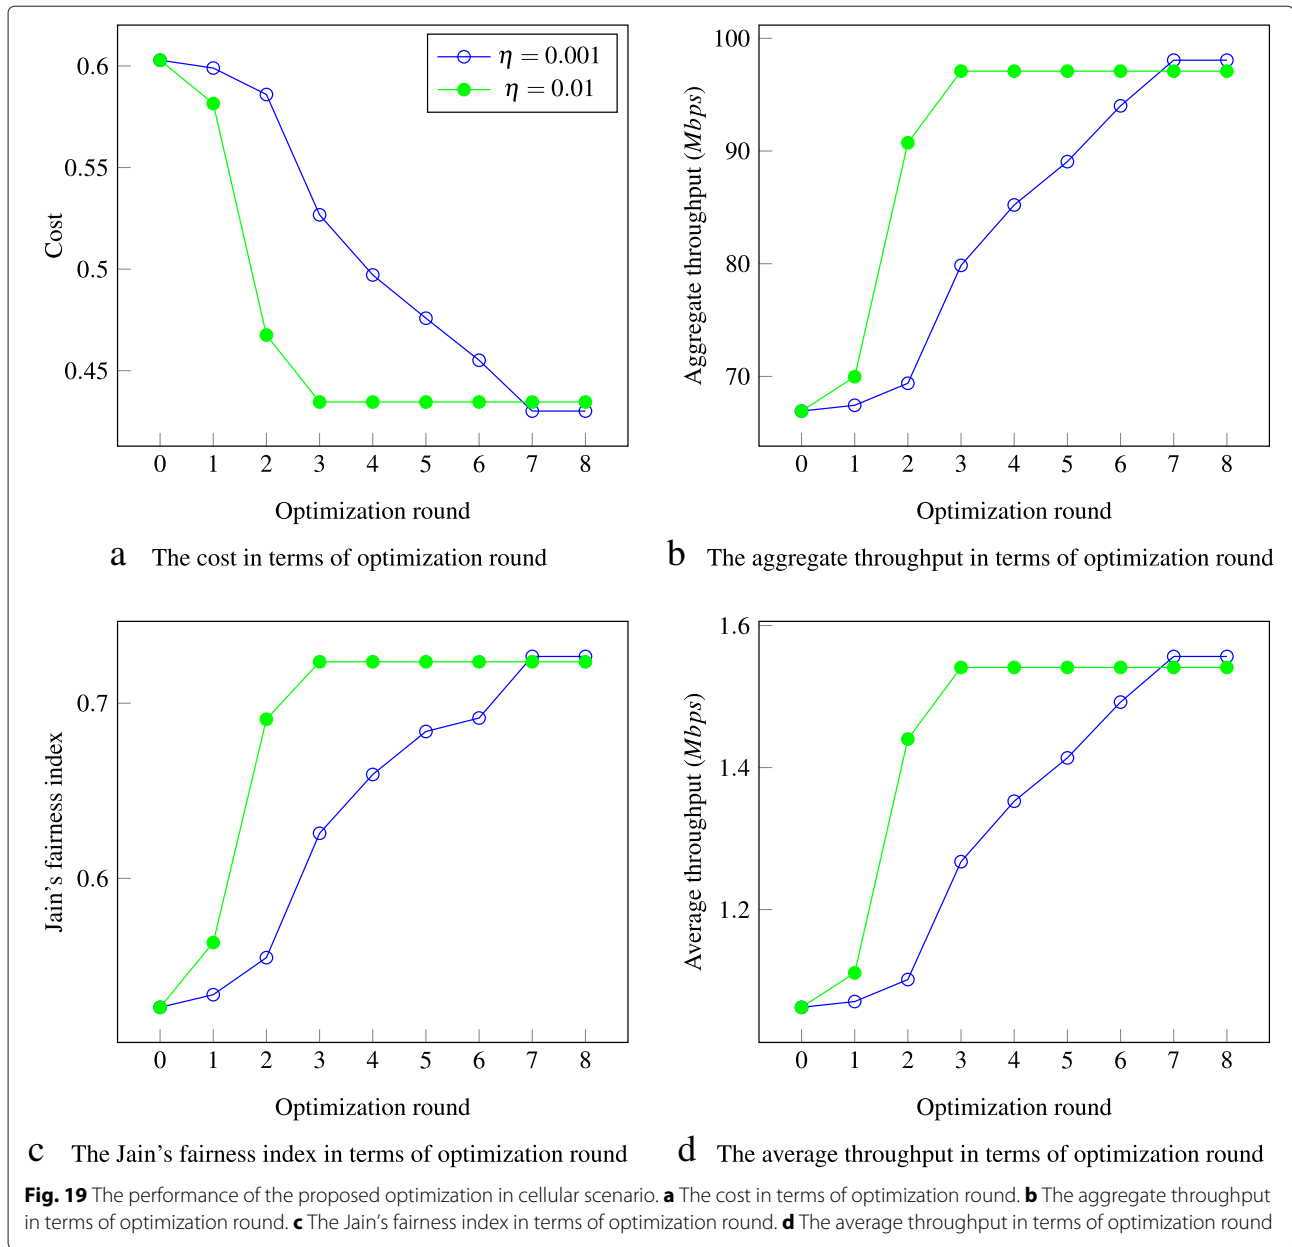 0.6
0.55
0.5
0.45
Cost
η = 0.001
η = 0.01
0 1 2 3 4 5 6 7 8
Optimization round
a The cost in terms of optimization round
100
90
80
70
Aggregate throughput (Mbps)
0 1 2 3 4 5 6 7 8
Optimization round
b The aggregate throughput in terms of optimization round
0.7
0.6
Jain's fairness index
0 1 2 3 4 5 6 7 8
Optimization round
c The Jain's fairness index in terms of optimization round
1.6
1.4
1.2
Average throughput (Mbps)
0 1 2 3 4 5 6 7 8
Optimization round
d The average throughput in terms of optimization round
Fig. 19 The performance of the proposed optimization in cellular scenario. a The cost in terms of optimization round. b The aggregate throughput
in terms of optimization round. c The Jain's fairness index in terms of optimization round. d The average throughput in terms of optimization round